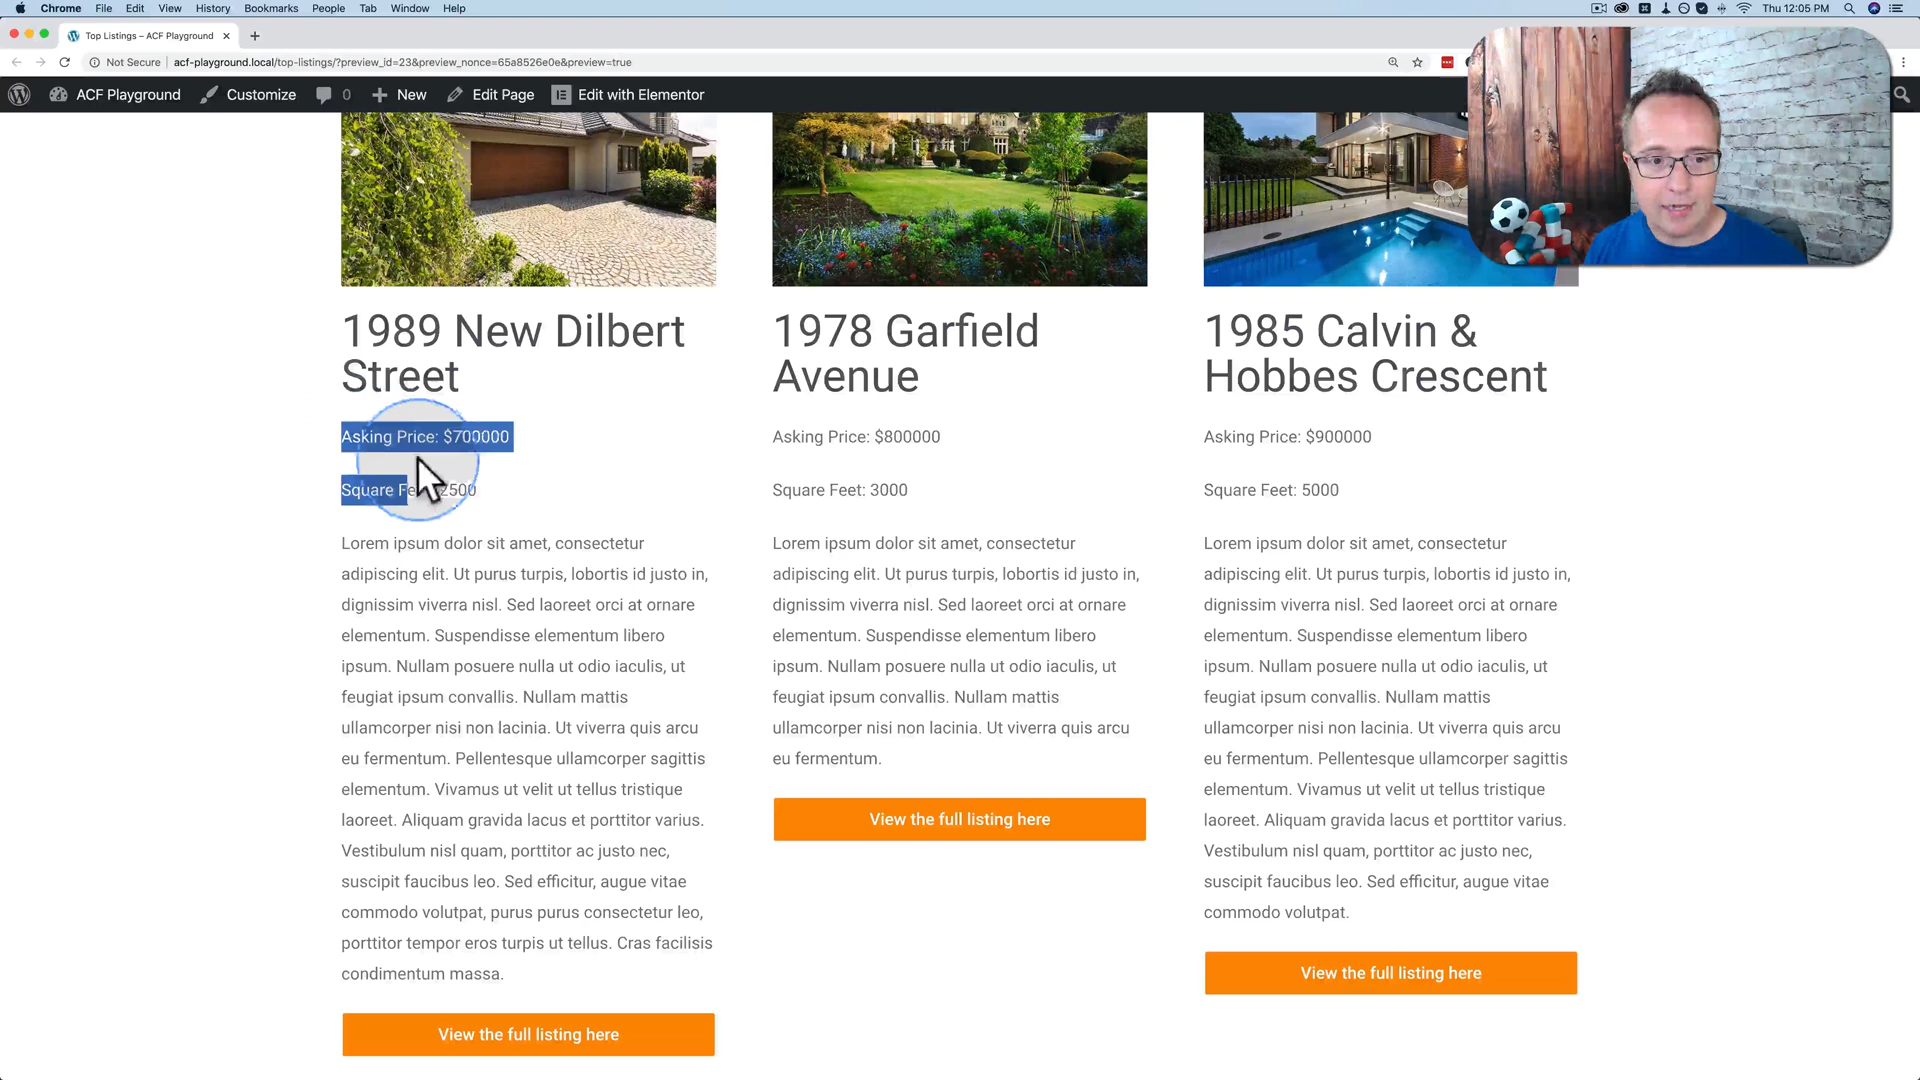 Chrome File Edit View History Bookmarks People Tab Window Help
Thu 12:05 PM
Top Listings – ACF Playground
Not Secure acf-playground.local/top-listings/?preview_id=23&preview_nonce=65a8526e0e&preview=true
ACF Playground Customize 0 New Edit Page Edit with Elementor
1989 New Dilbert
Street
Asking Price: $700000
Square Fe 2500
Lorem ipsum dolor sit amet, consectetur
adipiscing elit. Ut purus turpis, lobortis id justo in,
dignissim viverra nisl. Sed laoreet orci at ornare
elementum. Suspendisse elementum libero
ipsum. Nullam posuere nulla ut odio iaculis, ut
feugiat ipsum convallis. Nullam mattis
ullamcorper nisi non lacinia. Ut viverra quis arcu
eu fermentum. Pellentesque ullamcorper sagittis
elementum. Vivamus ut velit ut tellus tristique
laoreet. Aliquam gravida lacus et porttitor varius.
Vestibulum nisl quam, porttitor ac justo nec,
suscipit faucibus leo. Sed efficitur, augue vitae
commodo volutpat, purus purus consectetur leo,
porttitor tempor eros turpis ut tellus. Cras facilisis
condimentum massa.
View the full listing here
1978 Garfield
Avenue
Asking Price: $800000
Square Feet: 3000
Lorem ipsum dolor sit amet, consectetur
adipiscing elit. Ut purus turpis, lobortis id justo in,
dignissim viverra nisl. Sed laoreet orci at ornare
elementum. Suspendisse elementum libero
ipsum. Nullam posuere nulla ut odio iaculis, ut
feugiat ipsum convallis. Nullam mattis
ullamcorper nisi non lacinia. Ut viverra quis arcu
eu fermentum.
View the full listing here
1985 Calvin &
Hobbes Crescent
Asking Price: $900000
Square Feet: 5000
Lorem ipsum dolor sit amet, consectetur
adipiscing elit. Ut purus turpis, lobortis id justo in,
dignissim viverra nisl. Sed laoreet orci at ornare
elementum. Suspendisse elementum libero
ipsum. Nullam posuere nulla ut odio iaculis, ut
feugiat ipsum convallis. Nullam mattis
ullamcorper nisi non lacinia. Ut viverra quis arcu
eu fermentum. Pellentesque ullamcorper sagittis
elementum. Vivamus ut velit ut tellus tristique
laoreet. Aliquam gravida lacus et porttitor varius.
Vestibulum nisl quam, porttitor ac justo nec,
suscipit faucibus leo. Sed efficitur, augue vitae
commodo volutpat.
View the full listing here